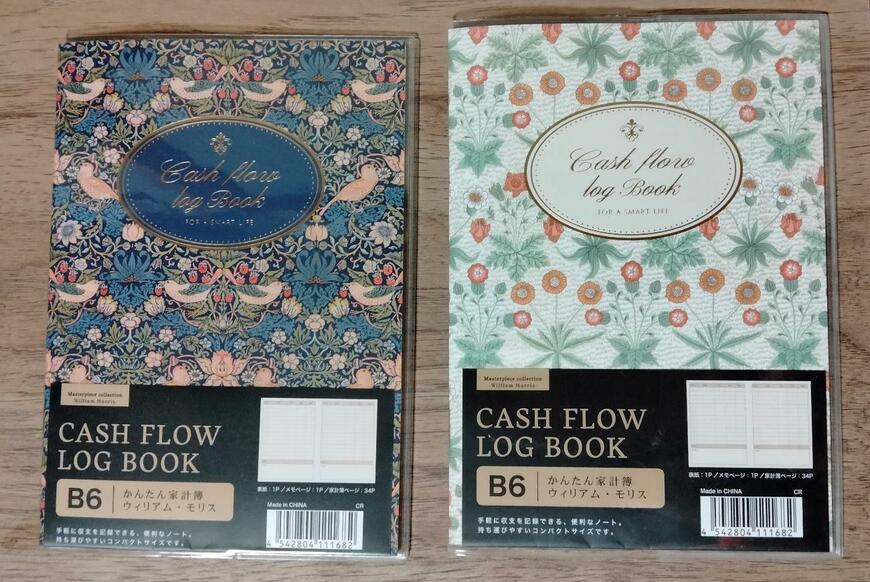 Cash flow
log Book
FOR A SMART LIFE
Masterpiece collection
-William Morris-
CASH FLOW
LOG BOOK
B6
かんたん家計簿
ウィリアム・モリス
手軽に収支を記録できる、便利なノート。
持ち運びやすいコンパクトサイズです。
表紙：1P／メモページ：1P／家計簿ページ：34P
Made in CHINA
CR
4 542804 111682
Cash flow
log Book
FOR A SMART LIFE
Masterpiece collection
-William Morris-
CASH FLOW
LOG BOOK
B6
かんたん家計簿
ウィリアム・モリス
手軽に収支を記録できる、便利なノート。
持ち運びやすいコンパクトサイズです。
表紙：1P／メモページ：1P／家計簿ページ：34P
Made in CHINA
CR
4 542804 111682